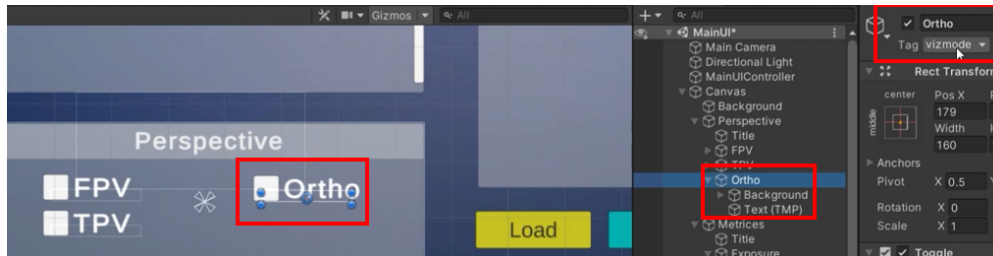 Gizmos
All
Perspective
FPV
Ortho
TPV
Load
All
MainUI*
Main Camera
Directional Light
MainUIController
Canvas
Background
Perspective
Title
FPV
TPV
Ortho
Background
Text (TMP)
Metrices
Title
Exposure
Ortho
Tag vizmode
Rect Transform
center Pos X
179
middle
Width
160
Anchors
Pivot X 0.5
Rotation X 0
Scale X 1
Toggle